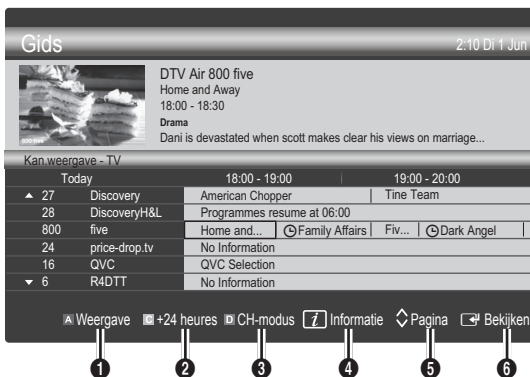 Gids 2:10 Di 1 Jun
DTV Air 800 five
Home and Away
18:00 - 18:30
Drama
Dani is devastated when scott makes clear his views on marriage...
800 five
Kan.weergave - TV
Today 18:00 - 19:00 19:00 - 20:00
▲ 27 Discovery American Chopper Tine Team
28 DiscoveryH&L Programmes resume at 06:00
800 five Home and... Family Affairs Fiv... Dark Angel
24 price-drop.tv No Information
16 QVC QVC Selection
▼ 6 R4DTT No Information
A Weergave C +24 heures D CH-modus i Informatie Pagina Bekijken
1 2 3 4 5 6